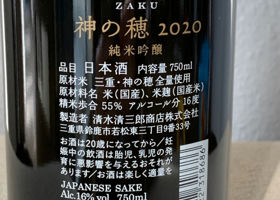 ZAKU
神の穂 2020
純米吟醸
品目 日本酒 内容量 750ml
原材米 三重・神の穂 全量使用
原材料名 米(国産)、米麹(国産米)
精米歩合 55% アルコール分 16度
製造者 清水清三郎商店株式会社
三重県鈴鹿市若松東三丁目9番33号
お酒は20歳になってから/妊
娠中の飲酒は胎児、乳児の発
育に悪影響を与えるおそれが
あります/お酒は楽しく適量を
JAPANESE SAKE
Alc.16% vol. 750ml